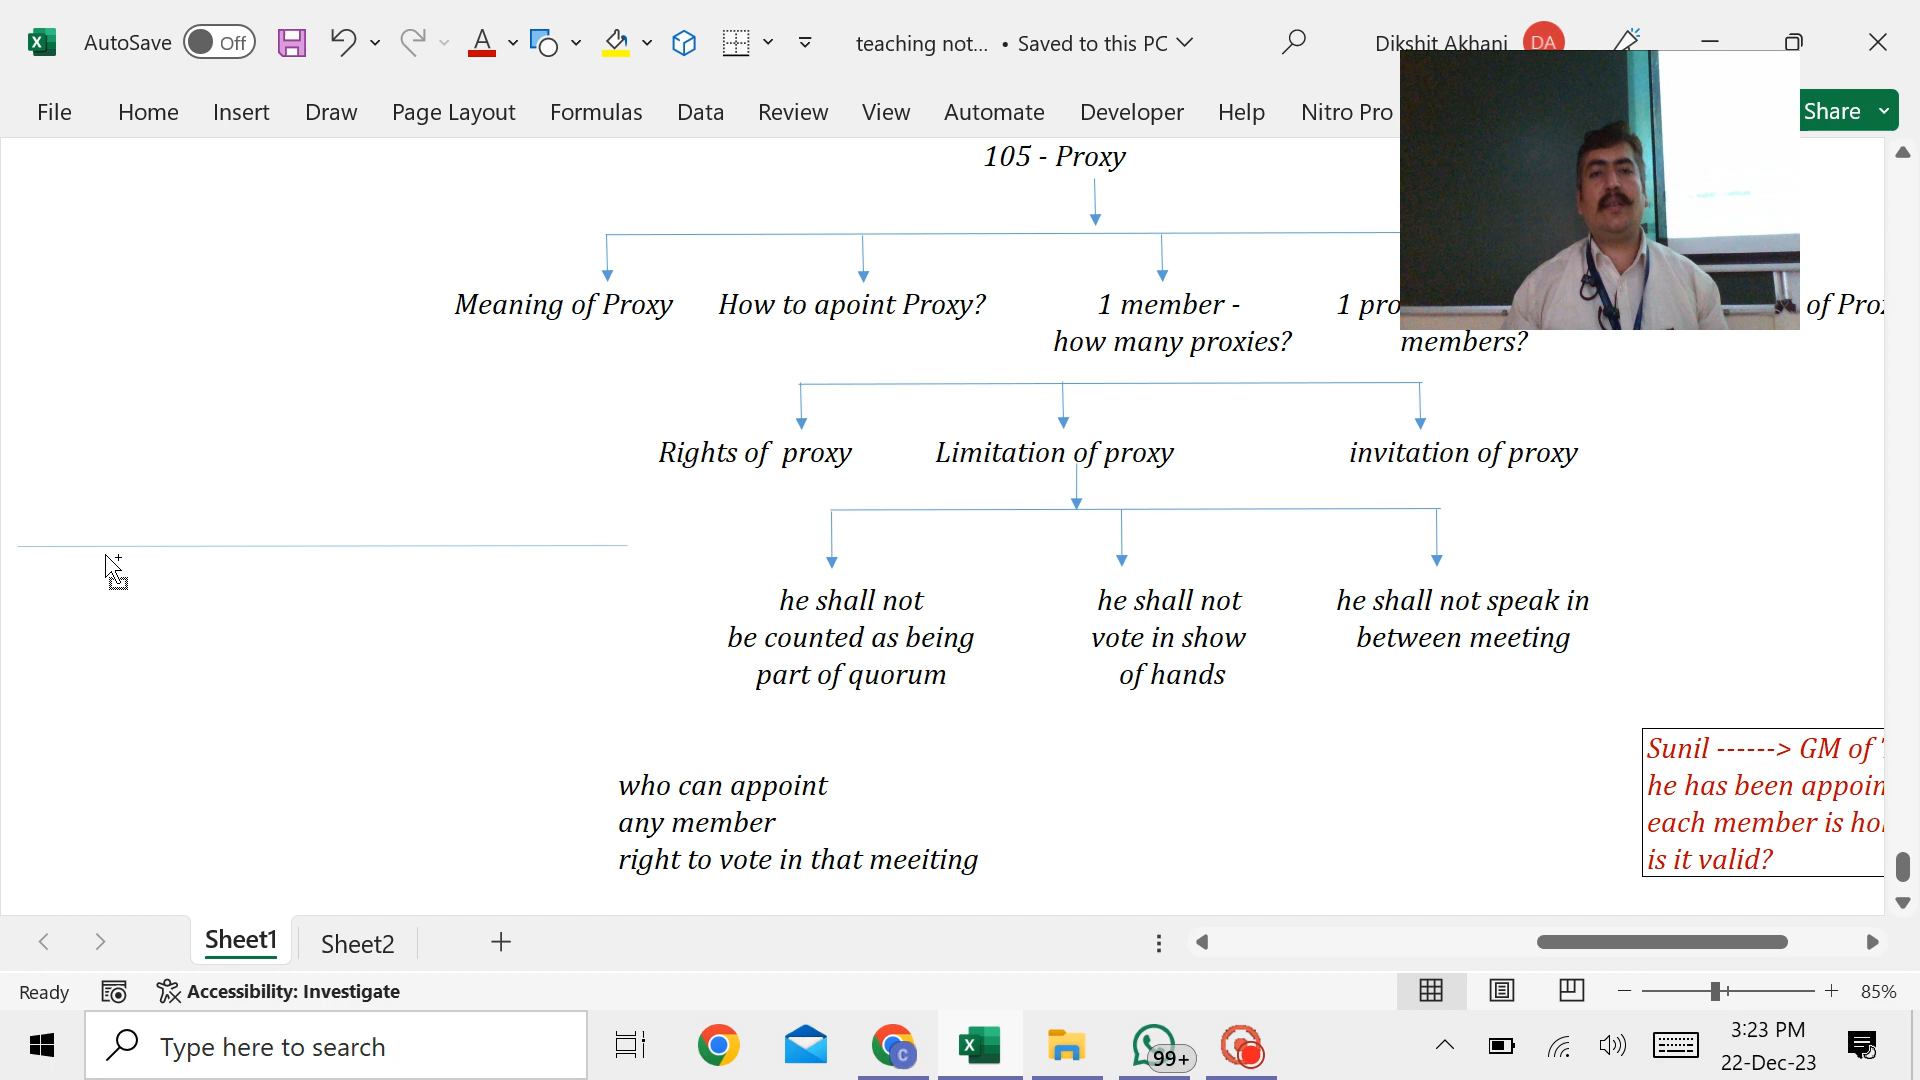 AutoSave Off teaching not... • Saved to this PC Dikshit Akhani DA
File Home Insert Draw Page Layout Formulas Data Review View Automate Developer Help Nitro Pro Share
105 - Proxy
Meaning of Proxy How to apoint Proxy? 1 member - 1 pro of Prox
how many proxies? members?
Rights of proxy Limitation of proxy invitation of proxy
he shall not he shall not he shall not speak in
be counted as being vote in show between meeting
part of quorum of hands
Sunil ------> GM of
who can appoint he has been appoin
any member each member is hol
right to vote in that meeiting is it valid?
Sheet1 Sheet2
Ready Accessibility: Investigate 85%
Type here to search 99+ 3:23 PM
22-Dec-23